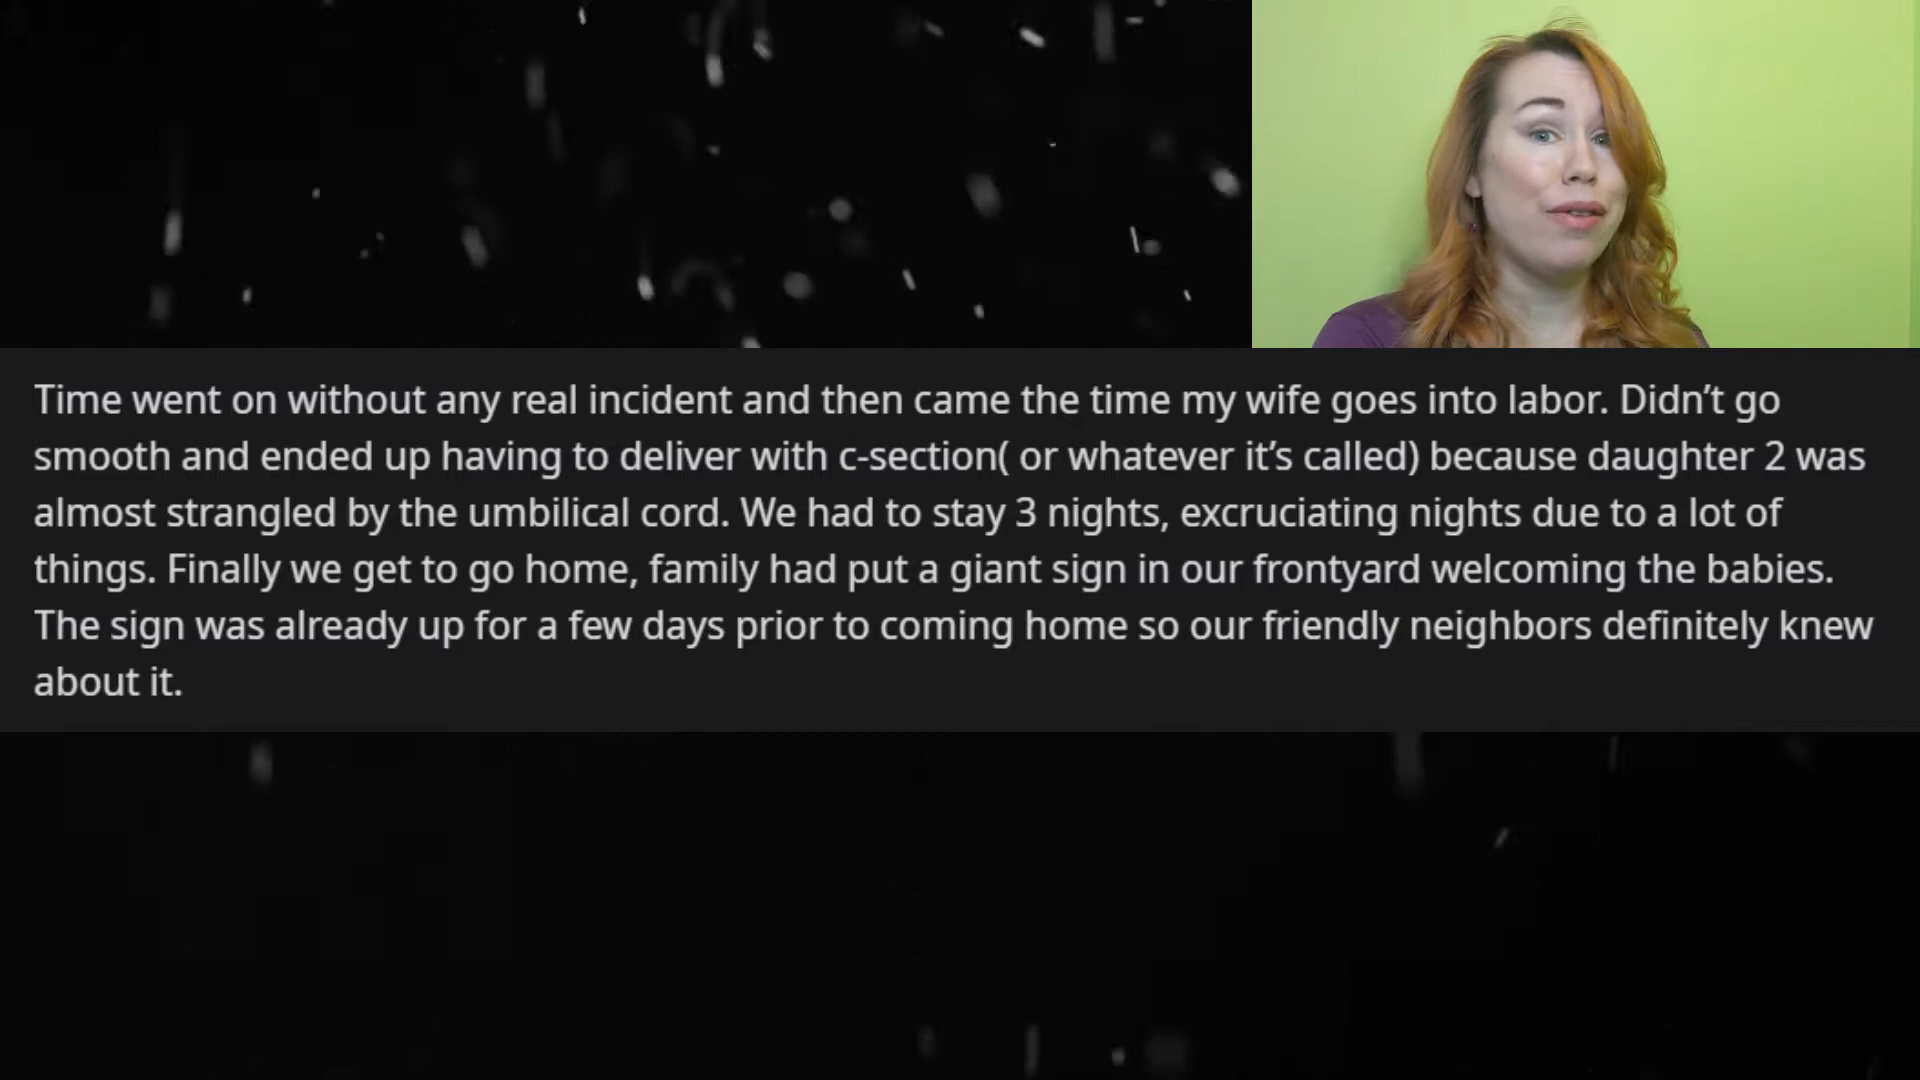 Time went on without any real incident and then came the time my wife goes into labor. Didn’t go
smooth and ended up having to deliver with c-section( or whatever it’s called) because daughter 2 was
almost strangled by the umbilical cord. We had to stay 3 nights, excruciating nights due to a lot of
things. Finally we get to go home, family had put a giant sign in our frontyard welcoming the babies.
The sign was already up for a few days prior to coming home so our friendly neighbors definitely knew
about it.